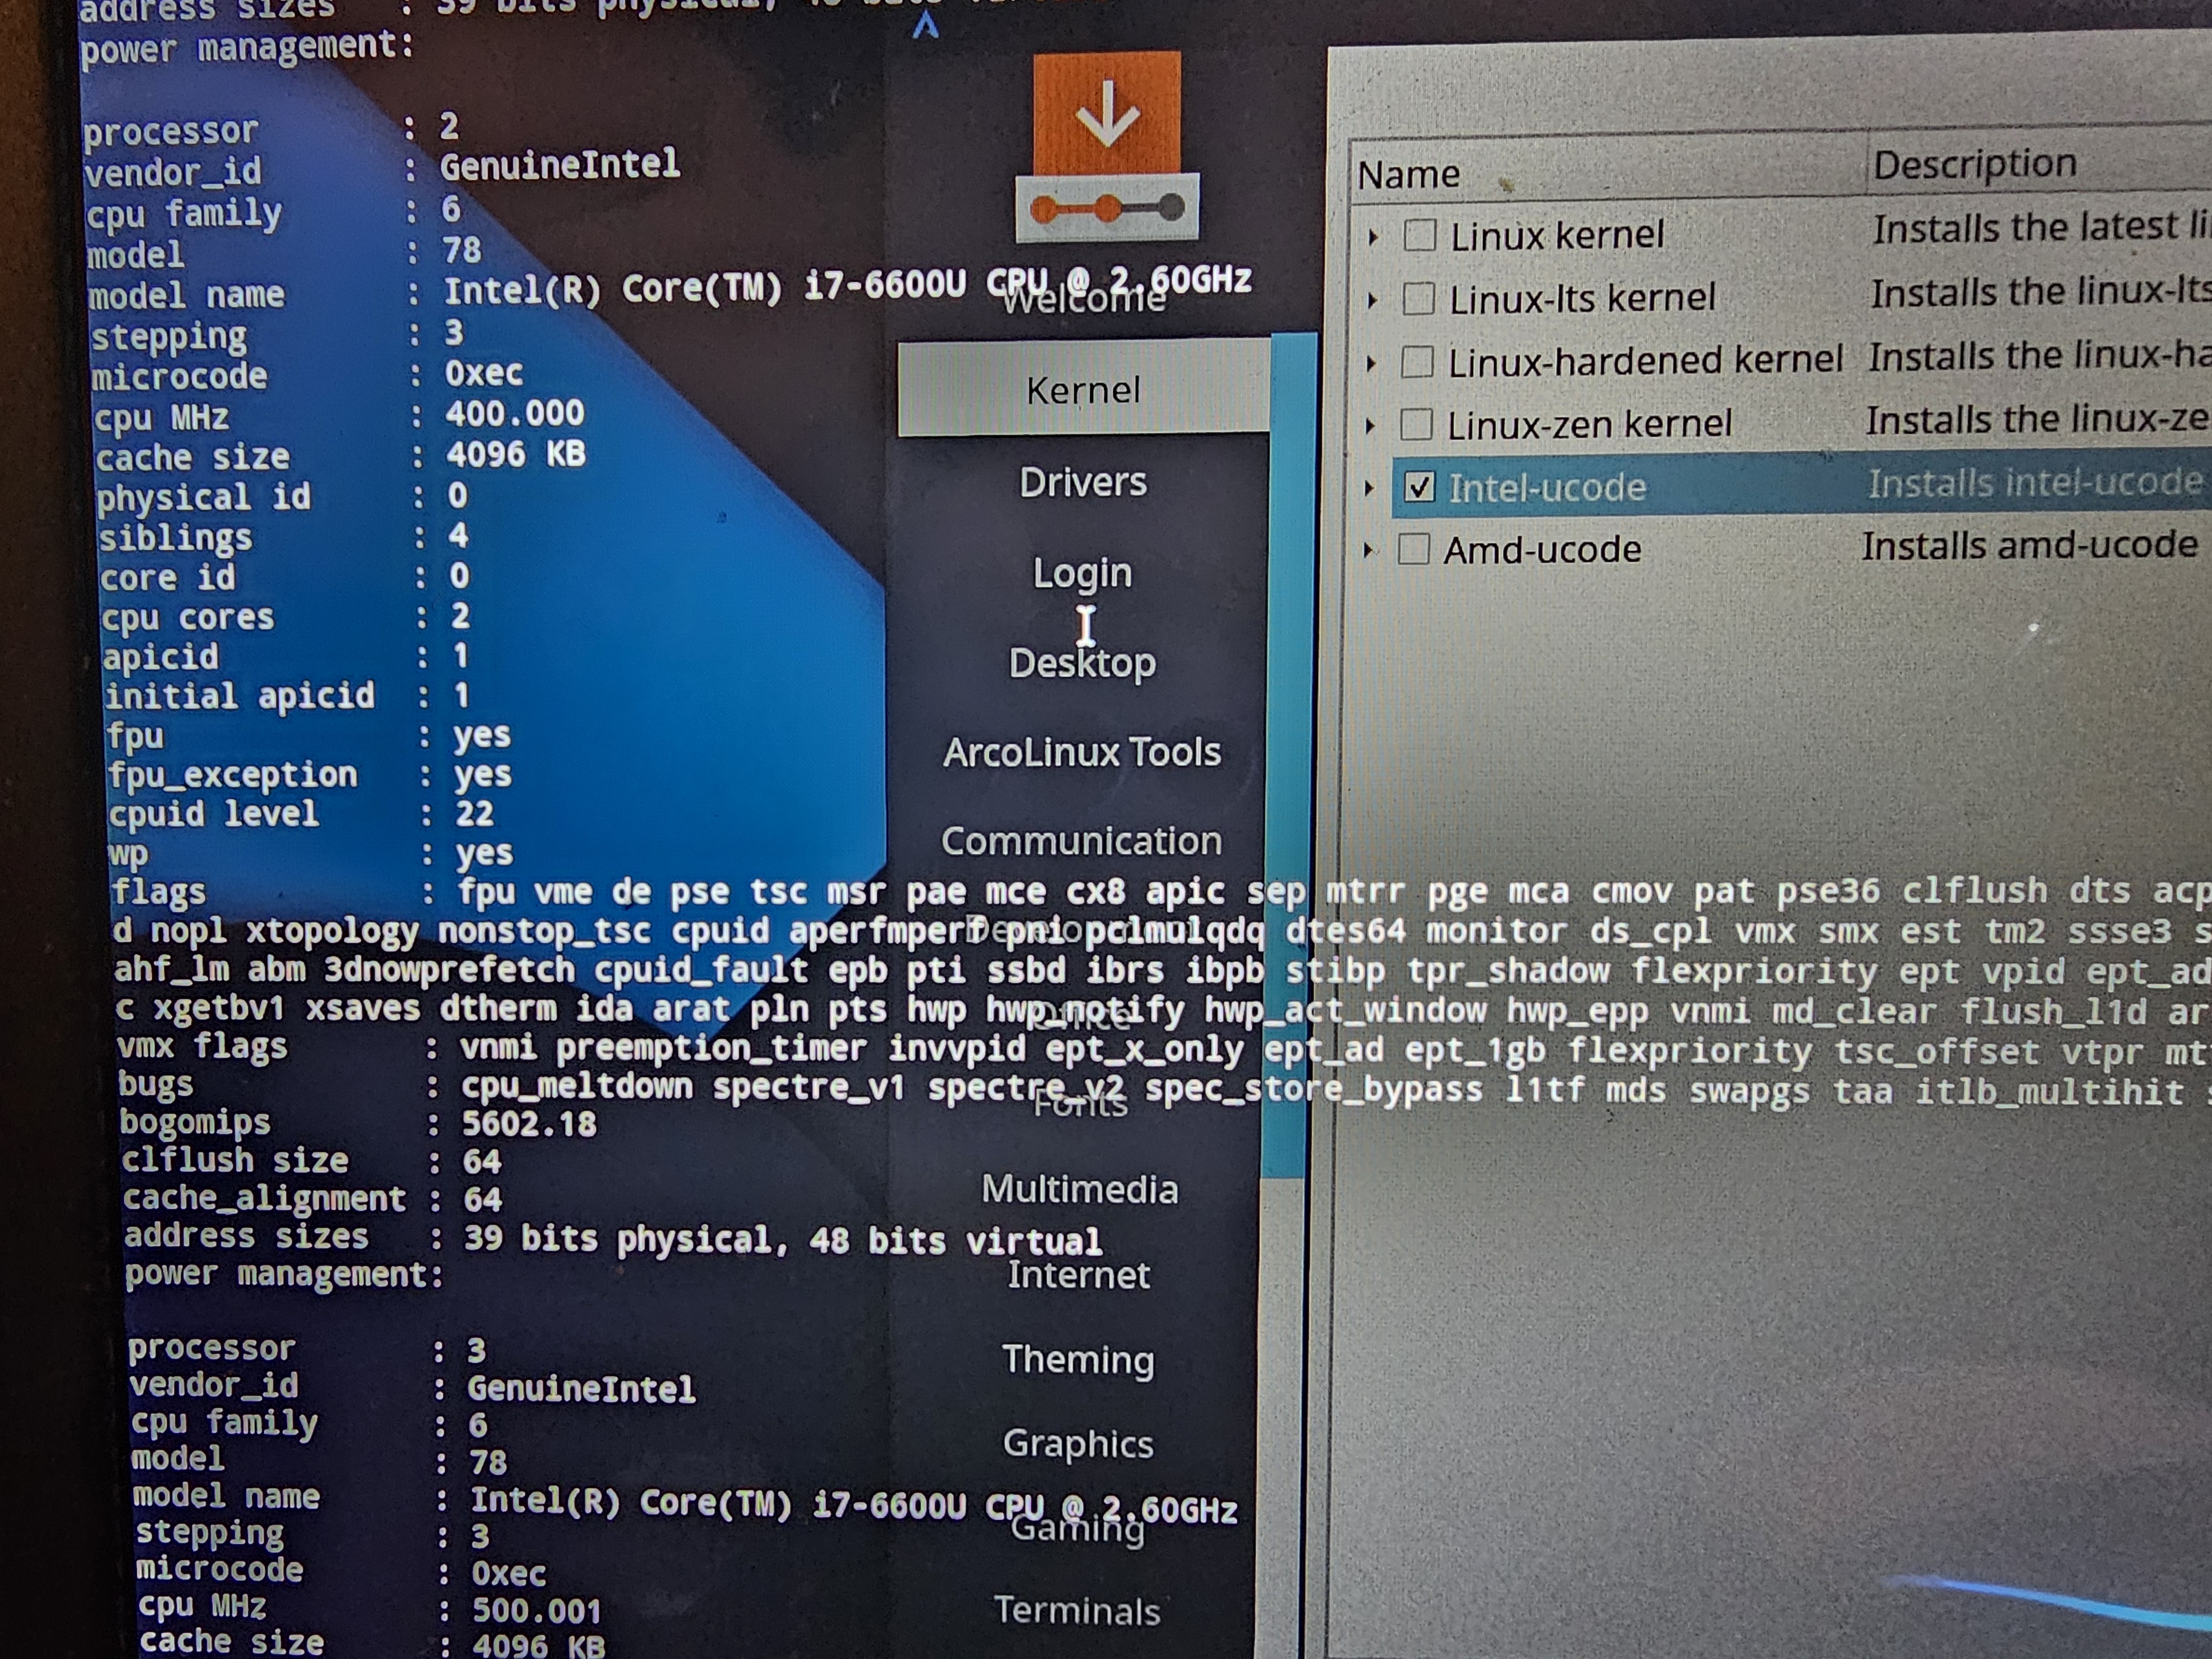 address sizes : 39 bits physical, 48 bits
power management:
processor : 2
vendor_id : GenuineIntel
cpu family : 6
model : 78
model name : Intel(R) Core(TM) i7-6600U CPU @ 2.60GHz
stepping : 3
microcode : 0xec
cpu MHz : 400.000
cache size : 4096 KB
physical id : 0
siblings : 4
core id : 0
cpu cores : 2
apicid : 1
initial apicid : 1
fpu : yes
fpu_exception : yes
cpuid level : 22
wp : yes
flags : fpu vme de pse tsc msr pae mce cx8 apic sep mtrr pge mca cmov pat pse36 clflush dts acp
d nopl xtopology nonstop_tsc cpuid aperfmperf pni pclmulqdq dtes64 monitor ds_cpl vmx smx est tm2 ssse3 s
ahf_lm abm 3dnowprefetch cpuid_fault epb pti ssbd ibrs ibpb stibp tpr_shadow flexpriority ept vpid ept_ad
c xgetbv1 xsaves dtherm ida arat pln pts hwp hwp_notify hwp_act_window hwp_epp vnmi md_clear flush_l1d ar
vmx flags : vnmi preemption_timer invvpid ept_x_only ept_ad ept_1gb flexpriority tsc_offset vtpr mt
bugs : cpu_meltdown spectre_v1 spectre_v2 spec_store_bypass l1tf mds swapgs taa itlb_multihit
bogomips : 5602.18
clflush size : 64
cache_alignment : 64
address sizes : 39 bits physical, 48 bits virtual
power management:
processor : 3
vendor_id : GenuineIntel
cpu family : 6
model : 78
model name : Intel(R) Core(TM) i7-6600U CPU @ 2.60GHz
stepping : 3
microcode : 0xec
cpu MHz : 500.001
cache size : 4096 KB
Welcome
Kernel
Drivers
Login
Desktop
ArcoLinux Tools
Communication
Office
Fonts
Multimedia
Internet
Theming
Graphics
Gaming
Terminals
Name Description
Linux kernel Installs the latest li
Linux-lts kernel Installs the linux-lts
Linux-hardened kernel Installs the linux-ha
Linux-zen kernel Installs the linux-ze
Intel-ucode Installs intel-ucode
Amd-ucode Installs amd-ucode